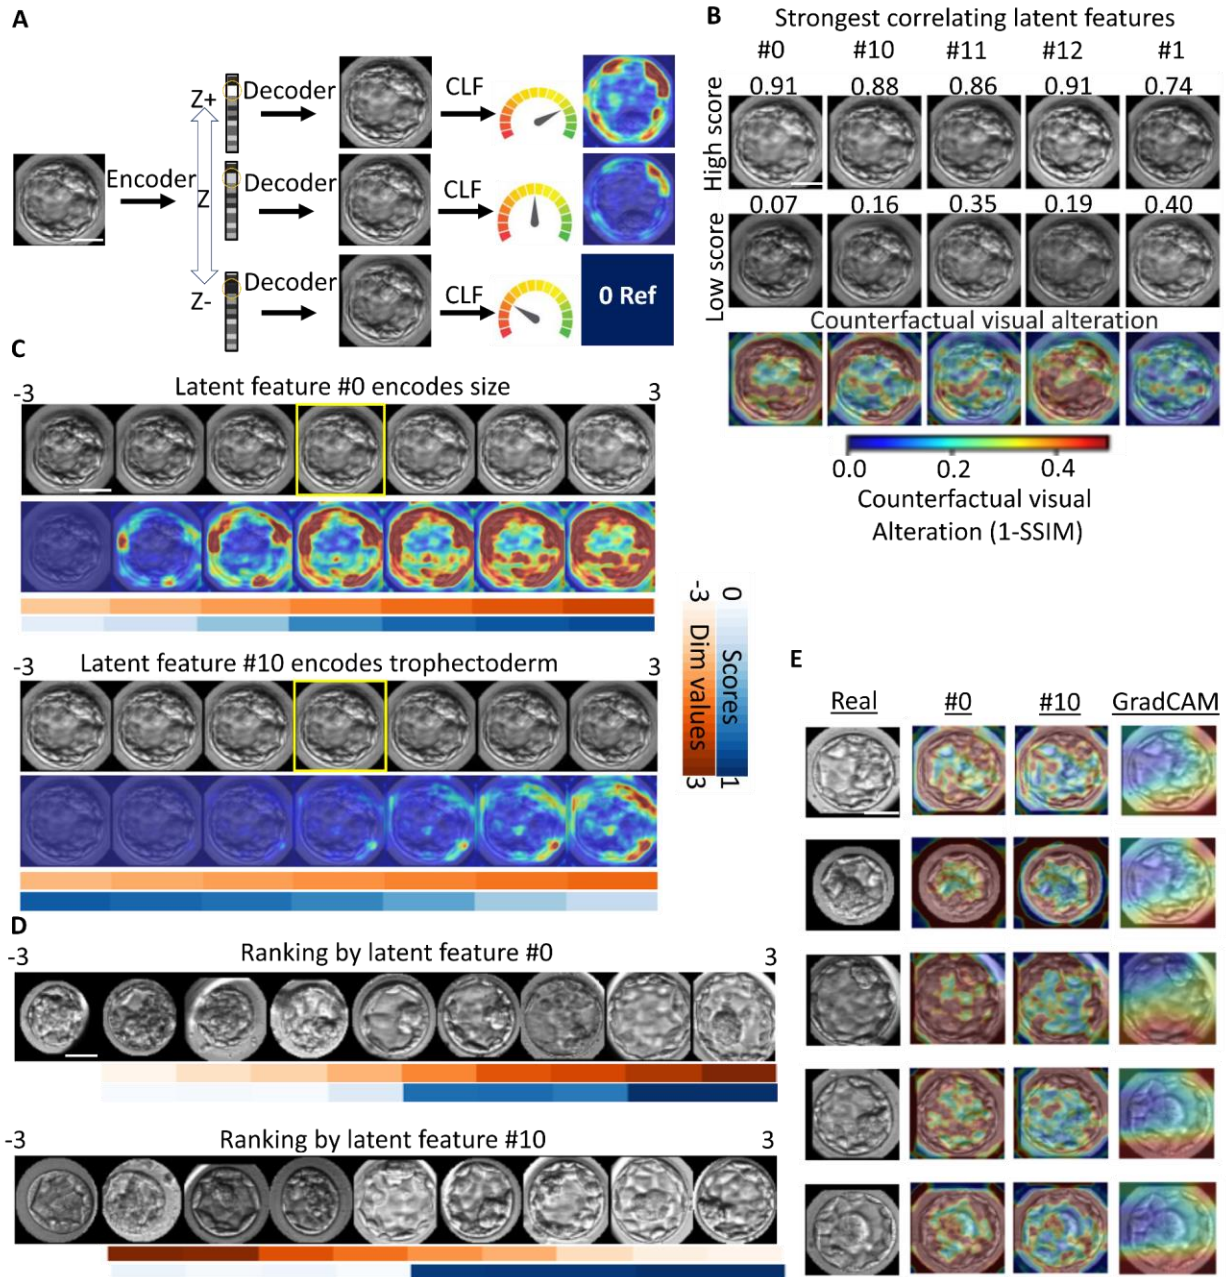 A
Z+
Z
Z-
Encoder
Decoder
CLF
Decoder
CLF
Decoder
CLF
0 Ref
B
Strongest correlating latent features
#0 #10 #11 #12 #1
High score
0.91 0.88 0.86 0.91 0.74
Low score
0.07 0.16 0.35 0.19 0.40
Counterfactual visual alteration
0.0 0.2 0.4
Counterfactual visual
Alteration (1-SSIM)
C
-3 Latent feature #0 encodes size 3
-3 Latent feature #10 encodes trophectoderm 3
-3 Dim values 3
0 Scores 1
D
-3 Ranking by latent feature #0 3
-3 Ranking by latent feature #10 3
E
Real #0 #10 GradCAM